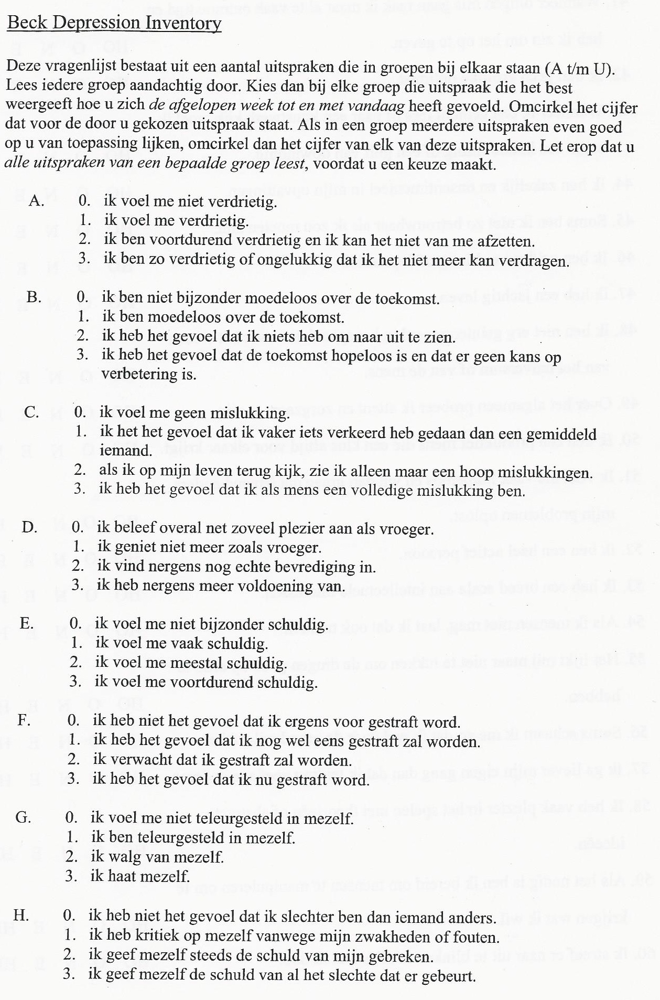 Beck Depression Inventory
Deze vragenlijst bestaat uit een aantal uitspraken die in groepen bij elkaar staan (A t/m U).
Lees iedere groep aandachtig door. Kies dan bij elke groep die uitspraak die het best
weergeeft hoe u zich de afgelopen week tot en met vandaag heeft gevoeld. Omcirkel het cijfer
dat voor de door u gekozen uitspraak staat. Als in een groep meerdere uitspraken even goed
op u van toepassing lijken, omcirkel dan het cijfer van elk van deze uitspraken. Let erop dat u
alle uitspraken van een bepaalde groep leest, voordat u een keuze maakt.
A. 0. ik voel me niet verdrietig.
1. ik voel me verdrietig.
2. ik ben voortdurend verdrietig en ik kan het niet van me afzetten.
3. ik ben zo verdrietig of ongelukkig dat ik het niet meer kan verdragen.
B. 0. ik ben niet bijzonder moedeloos over de toekomst.
1. ik ben moedeloos over de toekomst.
2. ik heb het gevoel dat ik niets heb om naar uit te zien.
3. ik heb het gevoel dat de toekomst hopeloos is en dat er geen kans op
verbetering is.
C. 0. ik voel me geen mislukking.
1. ik het het gevoel dat ik vaker iets verkeerd heb gedaan dan een gemiddeld
iemand.
2. als ik op mijn leven terug kijk, zie ik alleen maar een hoop mislukkingen.
3. ik heb het gevoel dat ik als mens een volledige mislukking ben.
D. 0. ik beleef overal net zoveel plezier aan als vroeger.
1. ik geniet niet meer zoals vroeger.
2. ik vind nergens nog echte bevrediging in.
3. ik heb nergens meer voldoening van.
E. 0. ik voel me niet bijzonder schuldig.
1. ik voel me vaak schuldig.
2. ik voel me meestal schuldig.
3. ik voel me voortdurend schuldig.
F. 0. ik heb niet het gevoel dat ik ergens voor gestraft word.
1. ik heb het gevoel dat ik nog wel eens gestraft zal worden.
2. ik verwacht dat ik gestraft zal worden.
3. ik heb het gevoel dat ik nu gestraft word.
G. 0. ik voel me niet teleurgesteld in mezelf.
1. ik ben teleurgesteld in mezelf.
2. ik walg van mezelf.
3. ik haat mezelf.
H. 0. ik heb niet het gevoel dat ik slechter ben dan iemand anders.
1. ik heb kritiek op mezelf vanwege mijn zwakheden of fouten.
2. ik geef mezelf steeds de schuld van mijn gebreken.
3. ik geef mezelf de schuld van al het slechte dat er gebeurt.